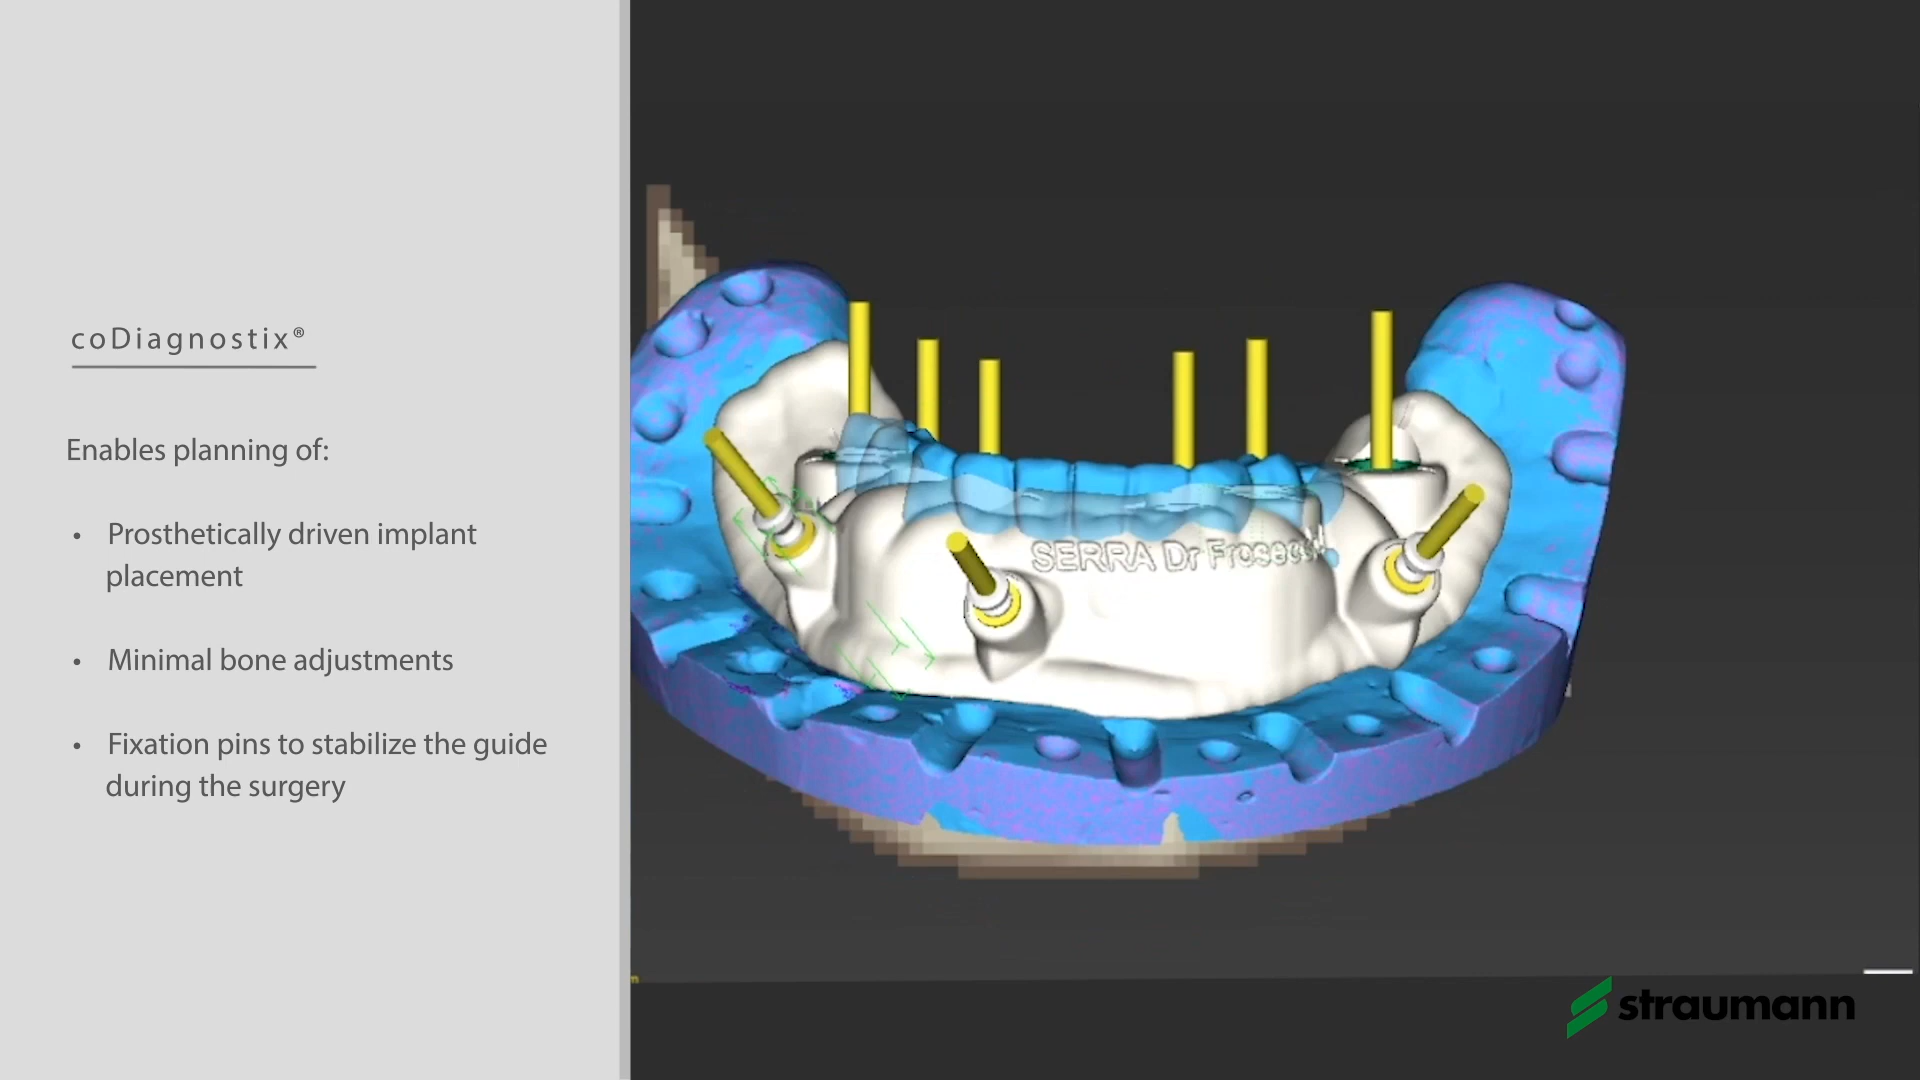 coDiagnostix®
Enables planning of:
• Prosthetically driven implant
placement
• Minimal bone adjustments
• Fixation pins to stabilize the guide
during the surgery
SERRA Dr
straumann